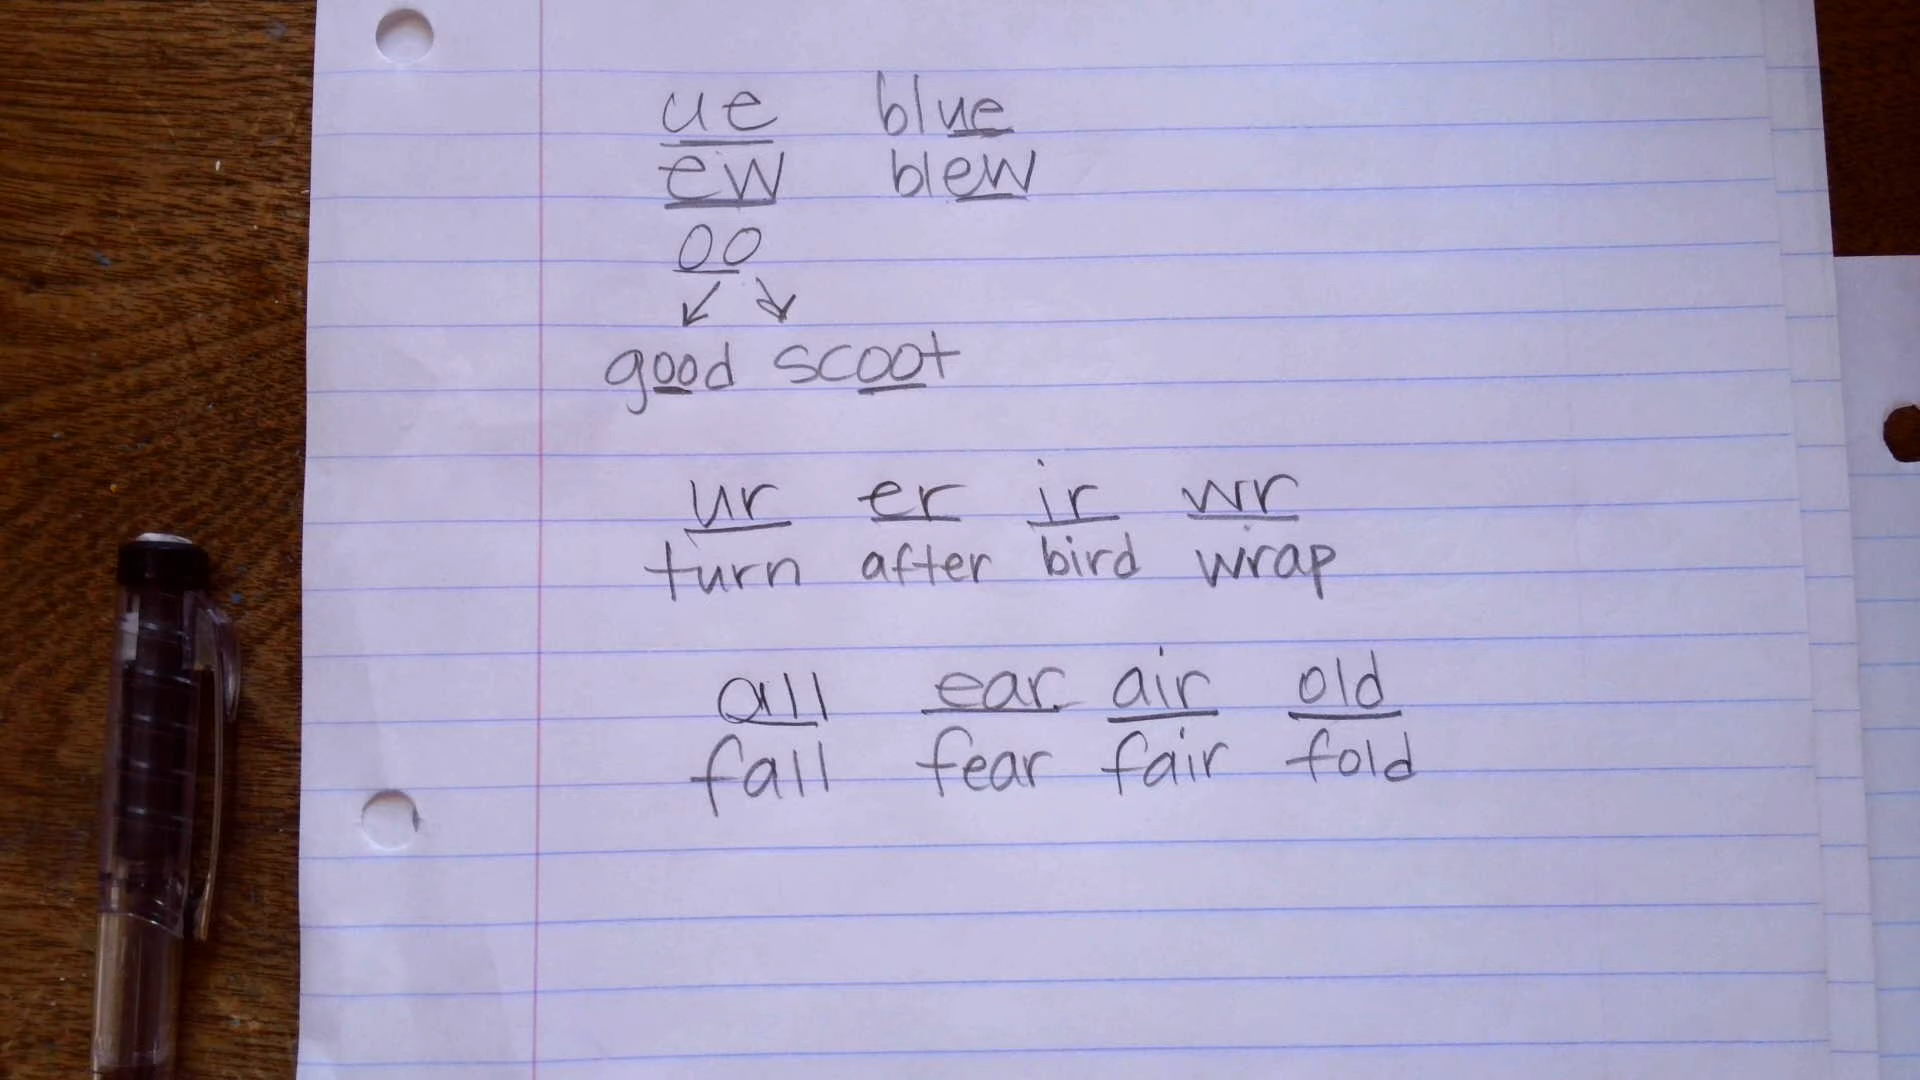 ue blue
ew blew
oo
good scoot
ur er ir wr
turn after bird wrap
all ear air old
fall fear fair fold